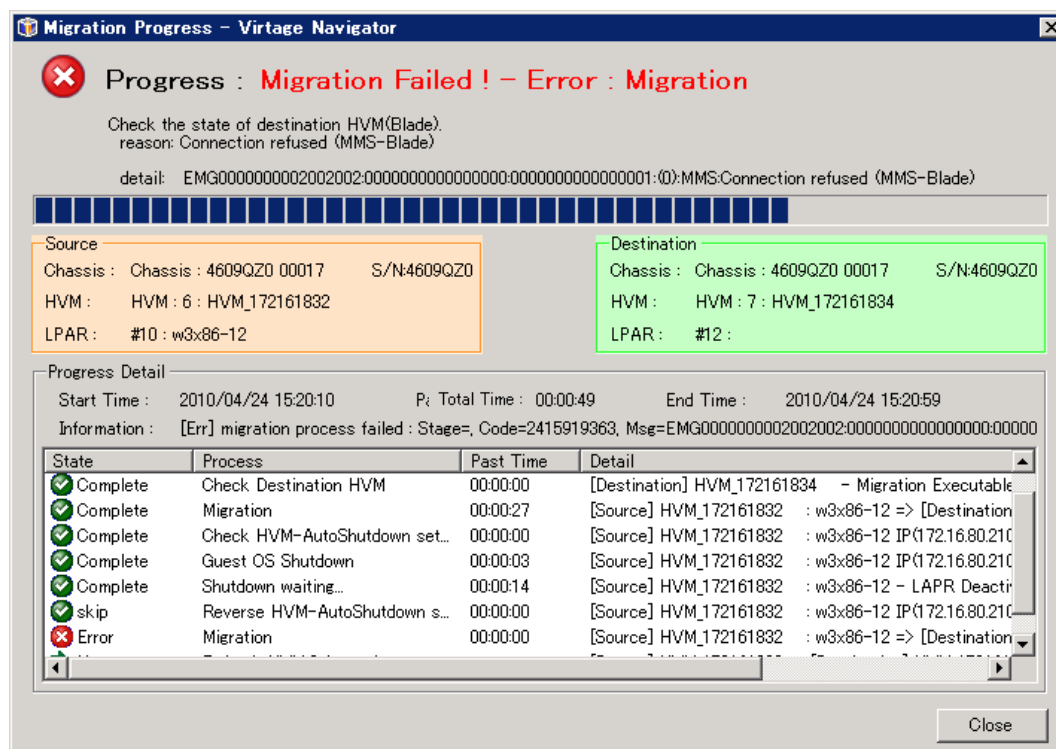 Migration Progress - Virtage Navigator
Progress : Migration Failed ! - Error : Migration
Check the state of destination HVM(Blade).
reason: Connection refused (MMS-Blade)
detail: EMG0000000002002002:0000000000000000:0000000000000001:(0):MMS:Connection refused (MMS-Blade)
Source
Chassis : Chassis : 4609QZ0 00017 S/N:4609QZ0
HVM : HVM : 6 : HVM_172161832
LPAR : #10 : w3x86-12
Destination
Chassis : Chassis : 4609QZ0 00017 S/N:4609QZ0
HVM : HVM : 7 : HVM_172161834
LPAR : #12 :
Progress Detail
Start Time : 2010/04/24 15:20:10 Pa Total Time : 00:00:49 End Time : 2010/04/24 15:20:59
Information : [Err] migration process failed : Stage=, Code=2415919363, Msg=EMG0000000002002002:0000000000000000:00000
State Process Past Time Detail
Complete Check Destination HVM 00:00:00 [Destination] HVM_172161834 - Migration Executable
Complete Migration 00:00:27 [Source] HVM_172161832 : w3x86-12 => [Destination
Complete Check HVM-AutoShutdown set... 00:00:00 [Source] HVM_172161832 : w3x86-12 IP(172.16.80.210
Complete Guest OS Shutdown 00:00:03 [Source] HVM_172161832 : w3x86-12 IP(172.16.80.210
Complete Shutdown waiting... 00:00:14 [Source] HVM_172161832 : w3x86-12 - LAPR Deacti
skip Reverse HVM-AutoShutdown s... 00:00:00 [Source] HVM_172161832 : w3x86-12 IP(172.16.80.210
Error Migration 00:00:00 [Source] HVM_172161832 : w3x86-12 => [Destination
Close